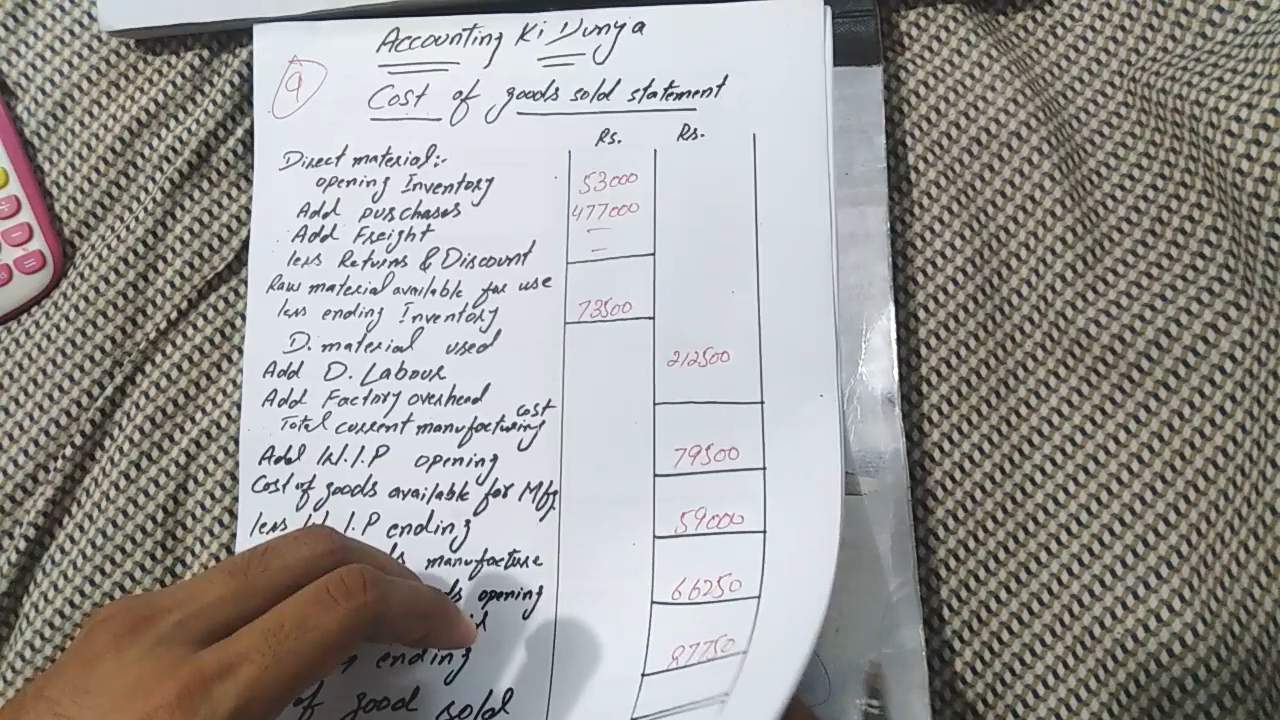 Accounting Ki Dunya
9
Cost of goods sold statement
Rs. Rs.
Direct material:-
opening Inventory 53000
Add purchases 477000
Add Freight —
less Returns & Discount —
Raw material available for use
less ending Inventory 73500
D. material used
Add D. Labour 212500
Add Factory overhead
Total current manufacturing cost
Add W.I.P opening 79500
Cost of goods available for Mfg.
less W.I.P ending 59000
manufacture
opening 66250
ending 87750
of good sold